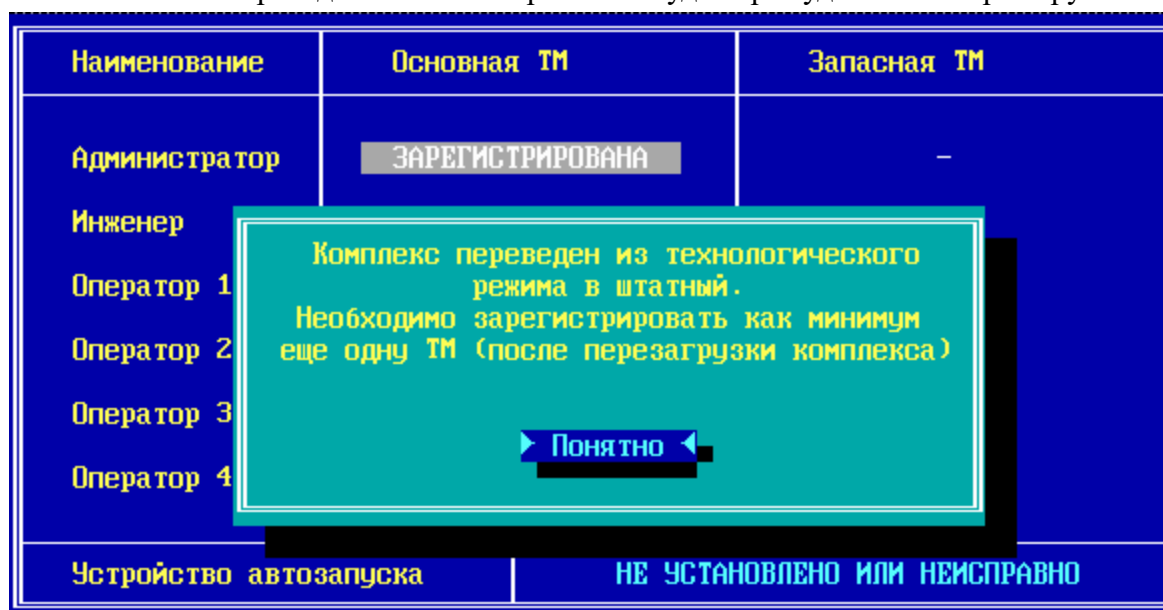 Наименование Основная ТМ Запасная ТМ
Администратор ЗАРЕГИСТРИРОВАНА –
Инженер
Оператор 1
Оператор 2
Оператор 3
Оператор 4
Комплекс переведен из технологического
режима в штатный.
Необходимо зарегистрировать как минимум
еще одну ТМ (после перезагрузки комплекса)
Понятно
Устройство автозапуска НЕ УСТАНОВЛЕНО ИЛИ НЕИСПРАВНО